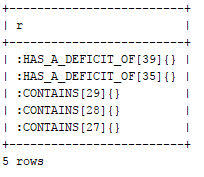 +---------------------------+
| r                         |
+---------------------------+
| :HAS_A_DEFICIT_OF[39]{}   |
| :HAS_A_DEFICIT_OF[35]{}   |
| :CONTAINS[29]{}           |
| :CONTAINS[28]{}           |
| :CONTAINS[27]{}           |
+---------------------------+
5 rows